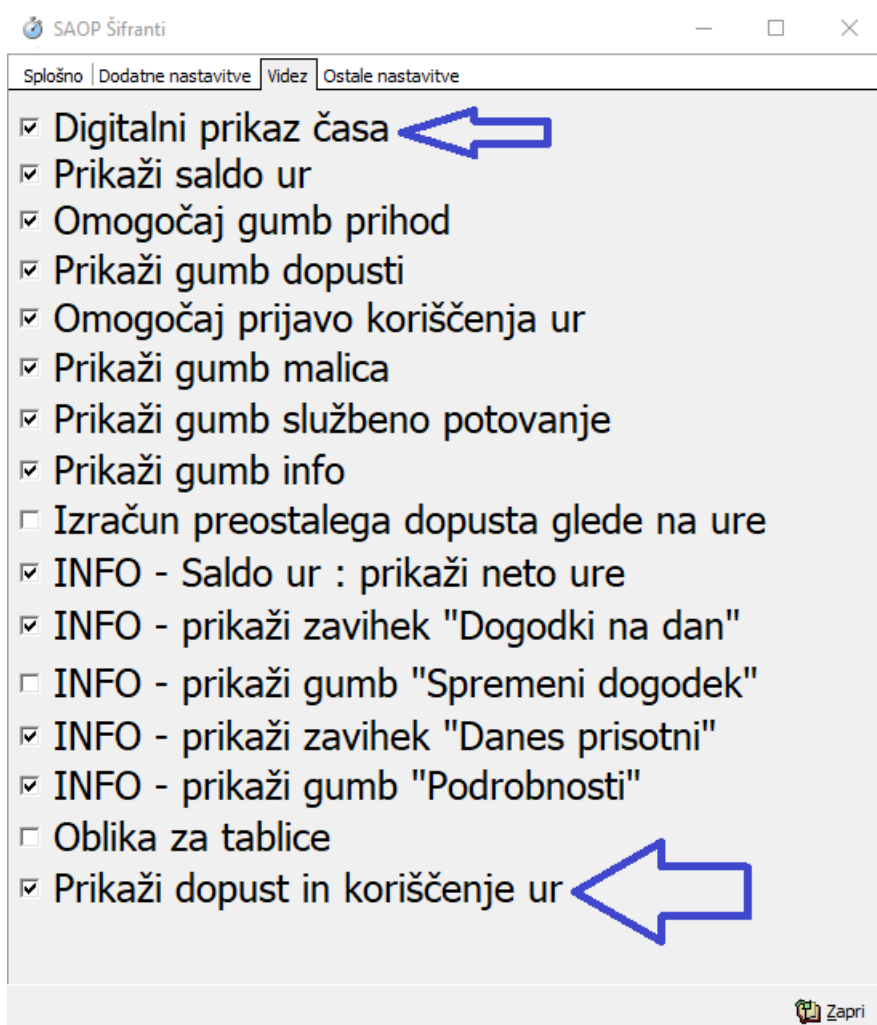 SAOP Šifranti
Splošno Dodatne nastavitve Videz Ostale nastavitve
Digitalni prikaz časa
Prikaži saldo ur
Omogočaj gumb prihod
Prikaži gumb dopusti
Omogočaj prijavo koriščenja ur
Prikaži gumb malica
Prikaži gumb službeno potovanje
Prikaži gumb info
Izračun preostalega dopusta glede na ure
INFO - Saldo ur : prikaži neto ure
INFO - prikaži zavihek "Dogodki na dan"
INFO - prikaži gumb "Spremeni dogodek"
INFO - prikaži zavihek "Danes prisotni"
INFO - prikaži gumb "Podrobnosti"
Oblika za tablice
Prikaži dopust in koriščenje ur
Zapri